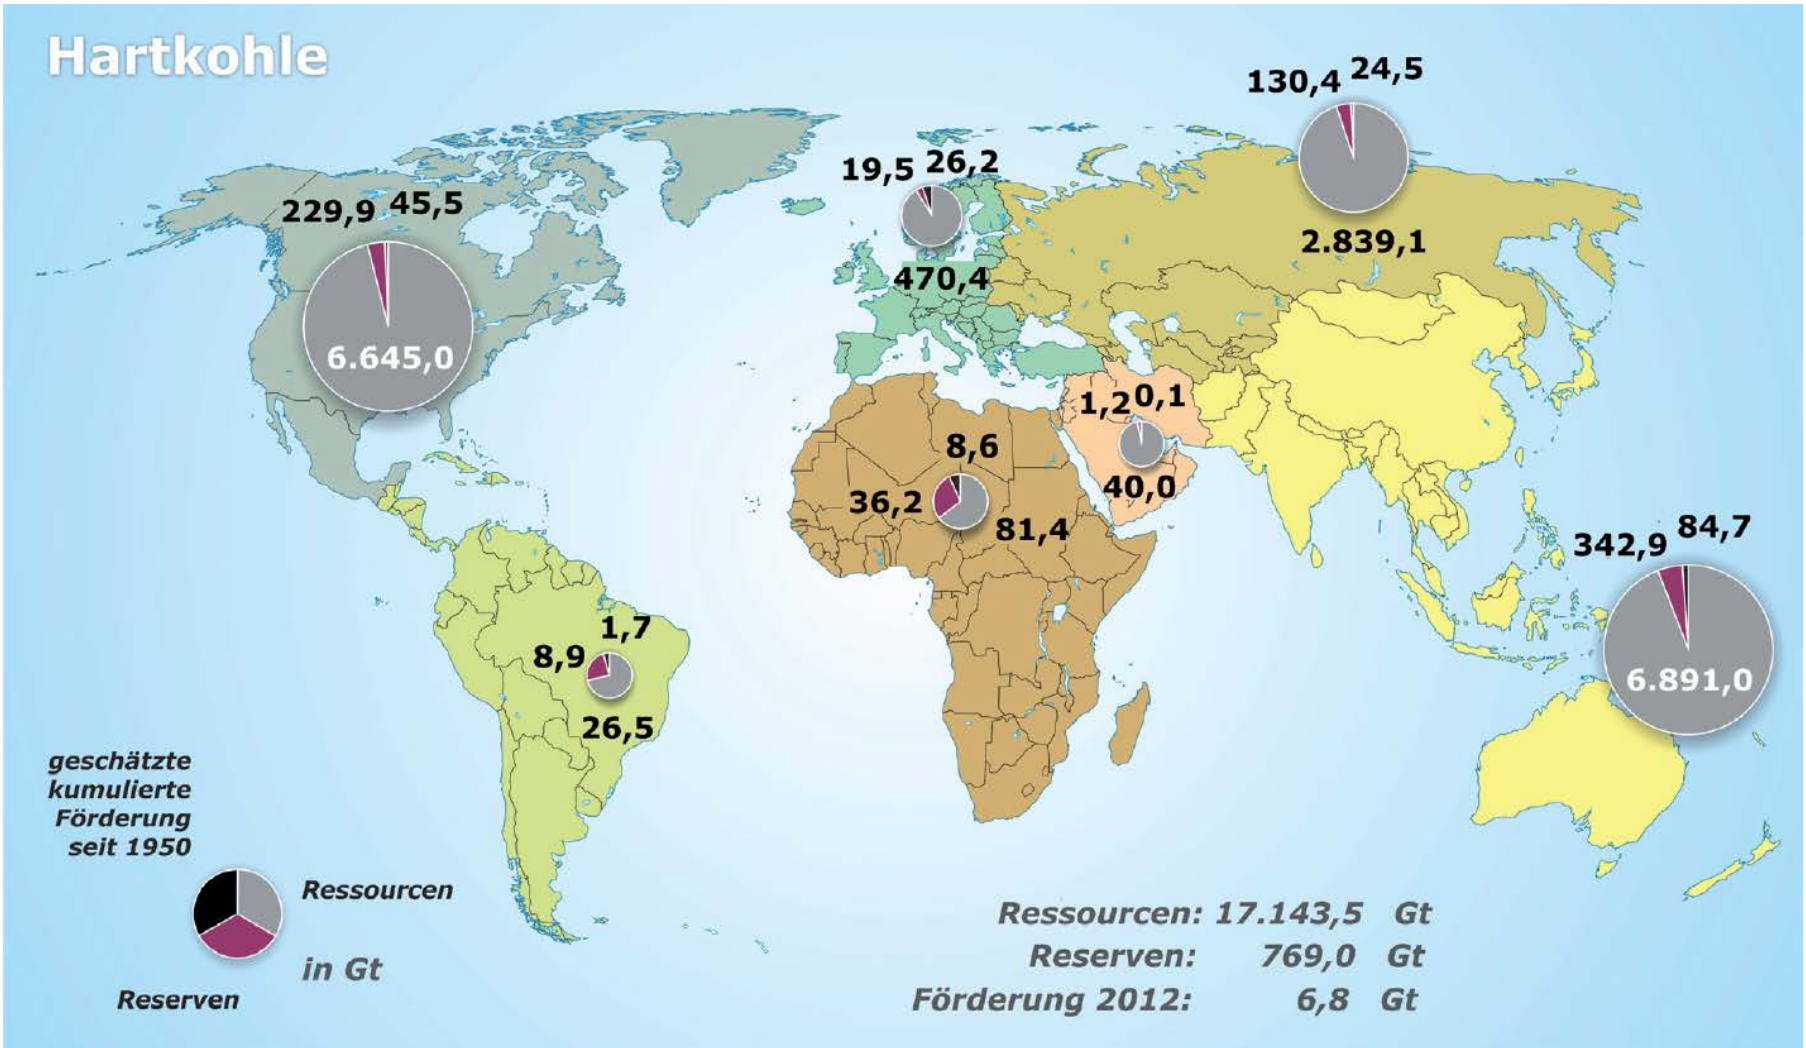 Hartkohle
130,4 24,5
2.839,1
19,5 26,2
470,4
229,9 45,5
6.645,0
1,2 0,1
40,0
8,6
36,2
81,4
342,9 84,7
6.891,0
1,7
8,9
26,5
geschätzte
kumulierte
Förderung
seit 1950
Ressourcen
in Gt
Reserven
Ressourcen: 17.143,5 Gt
Reserven: 769,0 Gt
Förderung 2012: 6,8 Gt